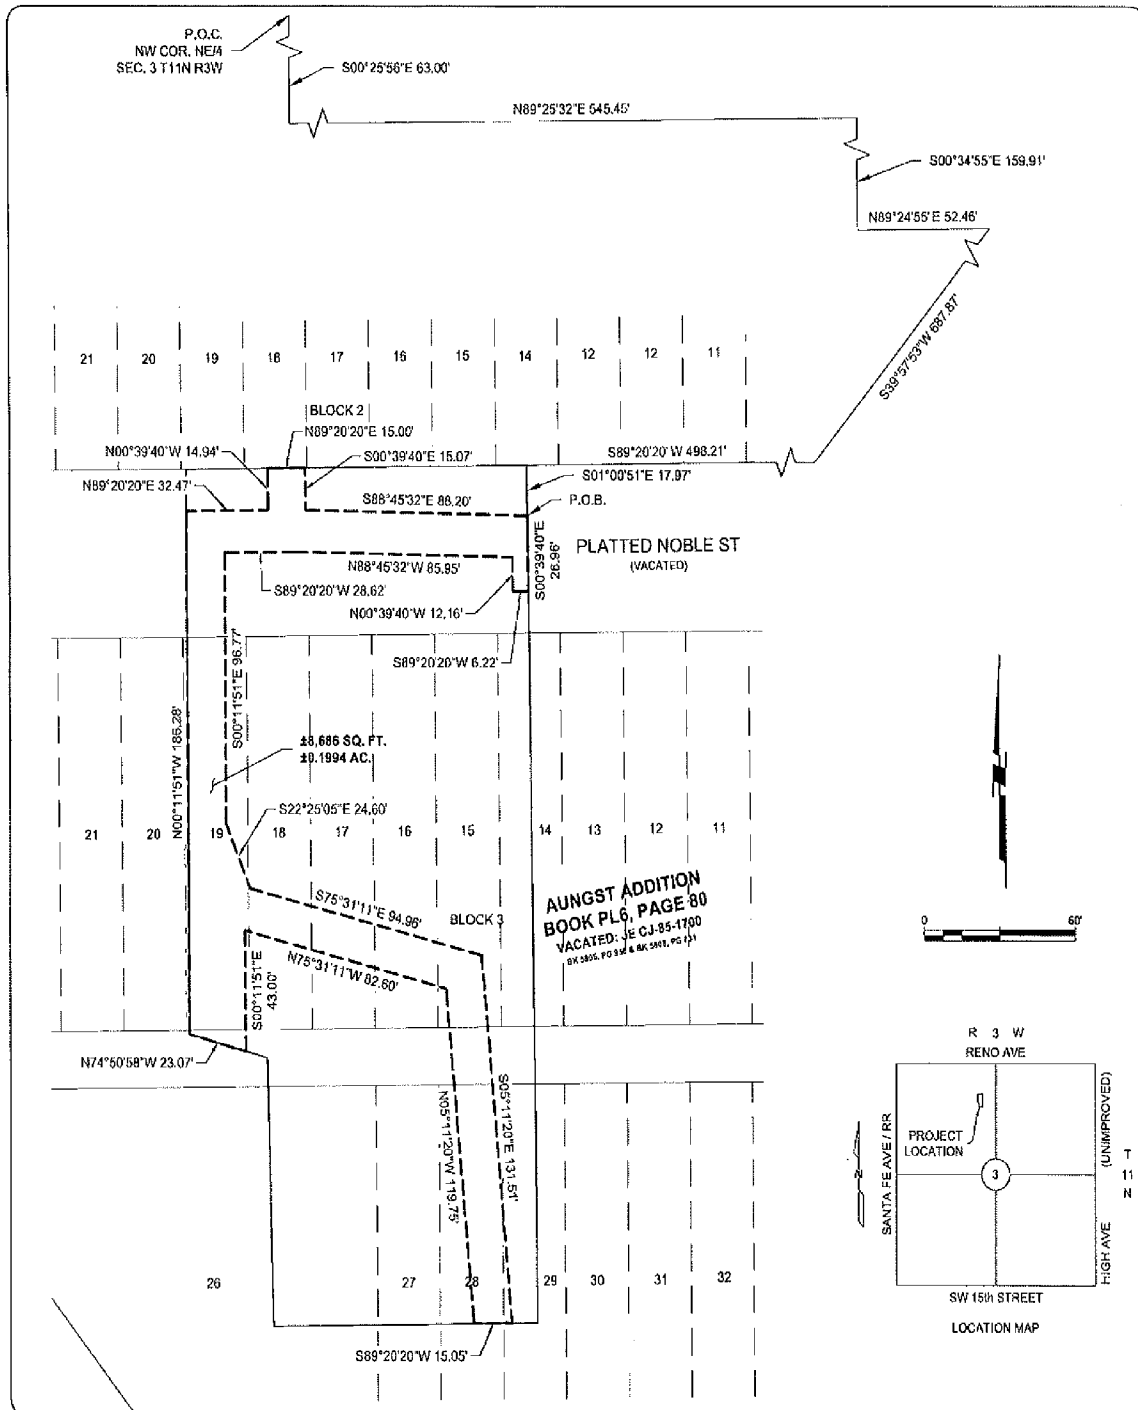 P.O.C.
NW COR. NE/4
SEC. 3 T11N R3W
S00°25'56"E 63.00'
N89°25'32"E 545.45'
S00°34'55"E 159.91'
N89°24'56"E 52.46'
S39°57'53"W 687.87'
21 20 19 18 17 16 15 14 12 12 11
BLOCK 2
N89°20'20"E 15.00'
N00°39'40"W 14.94'
S00°39'40"E 15.07'
S89°20'20"W 498.21'
S01°00'51"E 17.97'
N89°20'20"E 32.47'
S88°45'32"E 88.20'
P.O.B.
S00°39'40"E
26.96'
PLATTED NOBLE ST
(VACATED)
N88°45'32"W 85.95'
S89°20'20"W 28.62'
N00°39'40"W 12.16'
S89°20'20"W 6.22'
S00°11'51"E 96.77'
N00°11'51"W 186.28'
±8,686 SQ. FT.
±0.1994 AC.
S22°25'05"E 24.60'
21 20 19 18 17 16 15 14 13 12 11
S75°31'11"E 94.96'
BLOCK 3
AUNGST ADDITION
BOOK PL6, PAGE 80
VACATED: JE CJ-85-1700
N75°31'11"W 82.60'
S00°11'51"E
43.00'
0 60'
N74°50'58"W 23.07'
N05°11'20"W 119.75'
S05°11'20"E 131.51'
26 27 28 29 30 31 32
S89°20'20"W 15.05'
R 3 W
RENO AVE
SANTA FE AVE / RR
PROJECT
LOCATION
3
(UNIMPROVED)
HIGH AVE
T
11
N
N
SW 15th STREET
LOCATION MAP